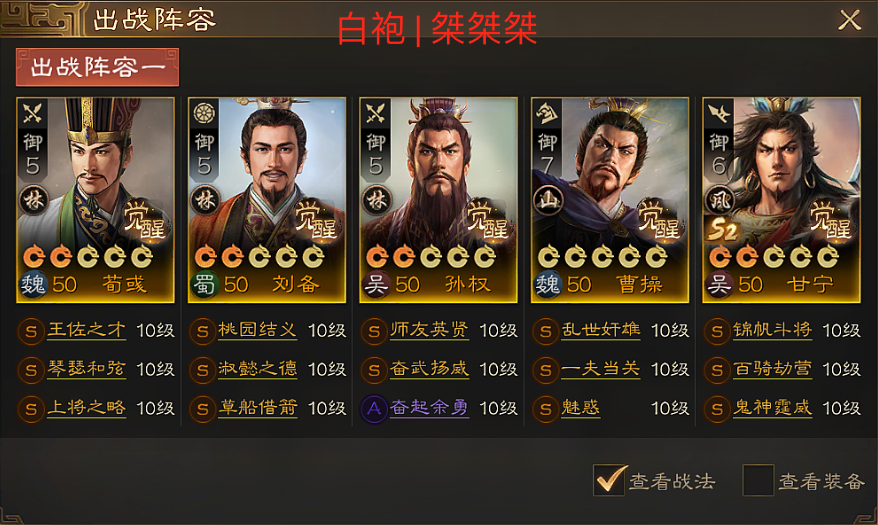 出战阵容
白袍 | 桀桀桀
出战阵容一
御 御 御 御 御
5 5 5 7 6
林 林 林 山 风
觉醒 觉醒 觉醒 觉醒 觉醒
S2
魏 50 荀彧 蜀 50 刘备 吴 50 孙权 魏 50 曹操 吴 50 甘宁
S 王佐之才 10级 S 桃园结义 10级 S 师友英贤 10级 S 乱世奸雄 10级 S 锦帆斗将 10级
S 琴瑟和弦 10级 S 淑懿之德 10级 S 奋武扬威 10级 S 一夫当关 10级 S 百骑劫营 10级
S 上将之略 10级 S 草船借箭 10级 A 奋起余勇 10级 S 魅惑 10级 S 鬼神霆威 10级
查看战法 查看装备